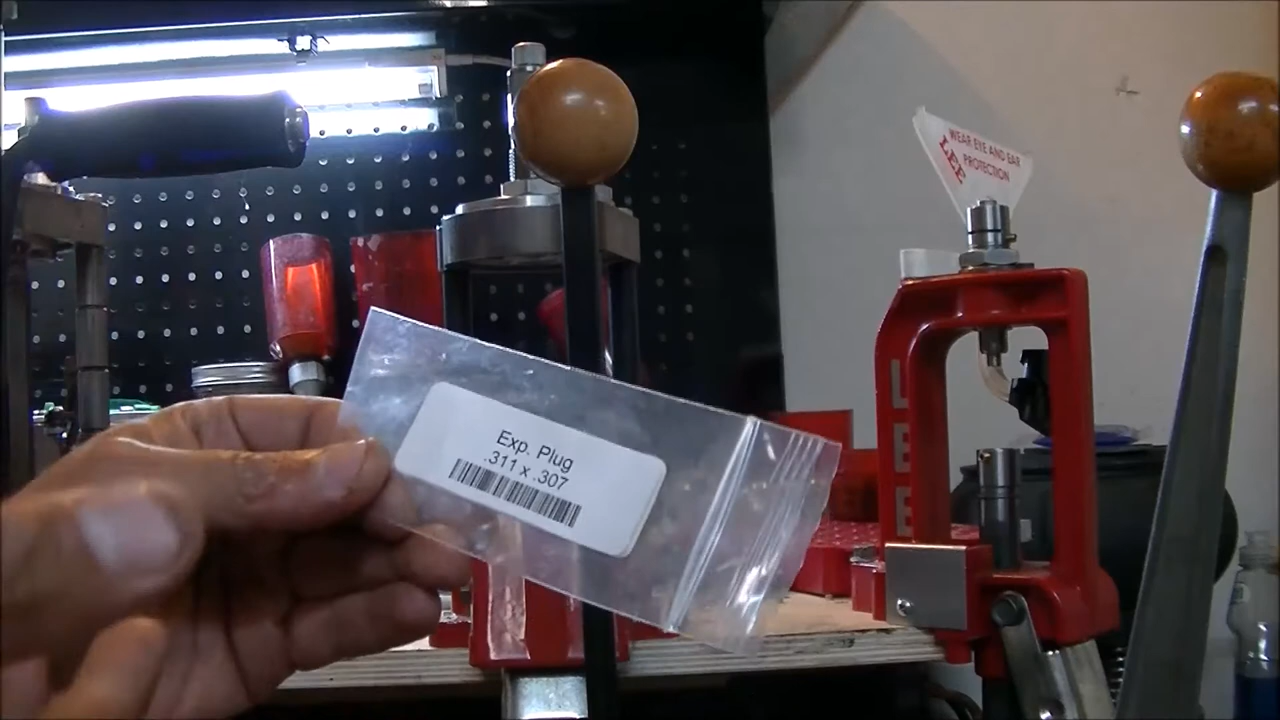 WEAR EYE AND EAR
PROTECTION
LEE
LEE
Exp. Plug
.311 x .307